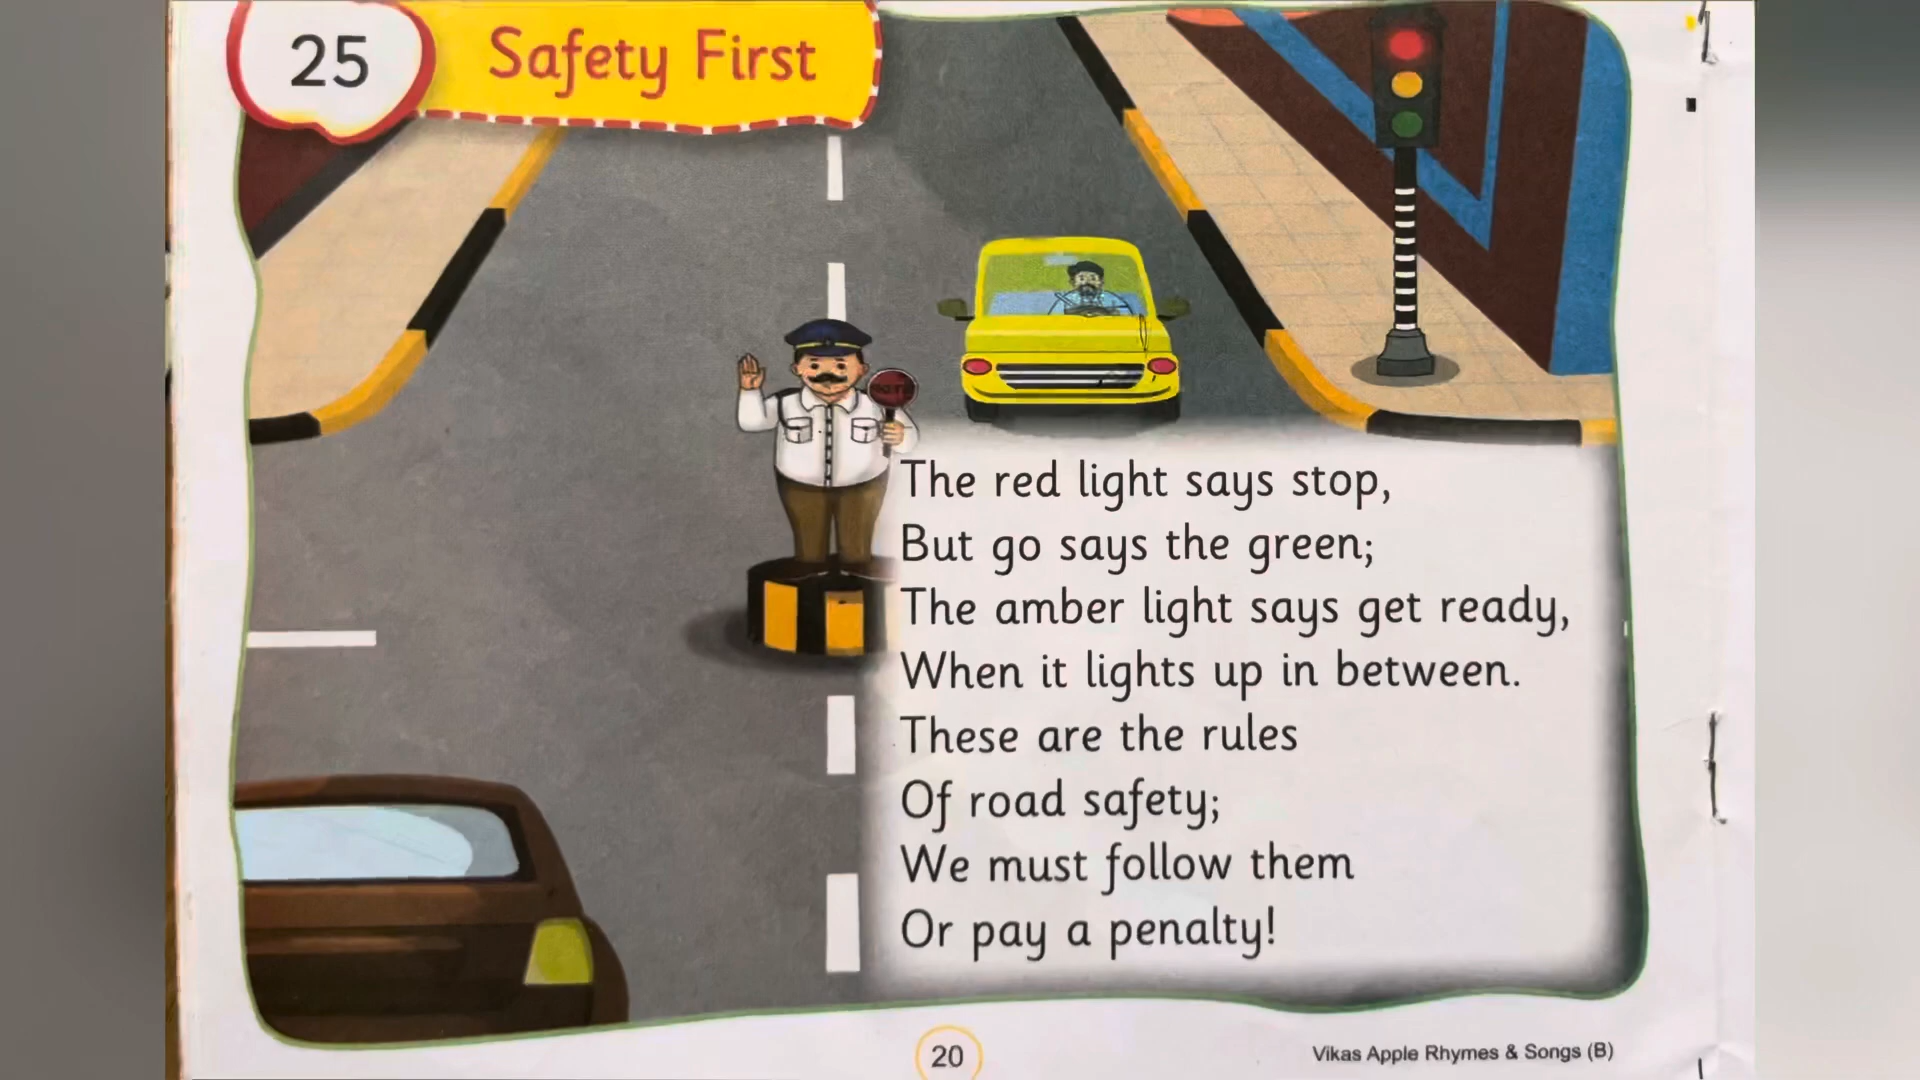 25
Safety First
The red light says stop,
But go says the green;
The amber light says get ready,
When it lights up in between.
These are the rules
Of road safety;
We must follow them
Or pay a penalty!
20
Vikas Apple Rhymes & Songs (B)